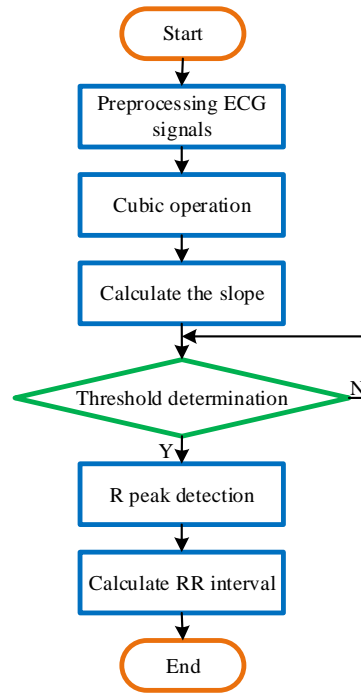 Start
Preprocessing ECG
signals
Cubic operation
Calculate the slope
Threshold determination
N
Y
R peak detection
Calculate RR interval
End